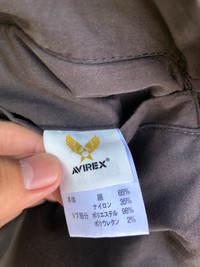 AVIREX
本体 綿 65%
ナイロン 35%
リブ部分 ポリエステル 98%
ポリウレタン 2%